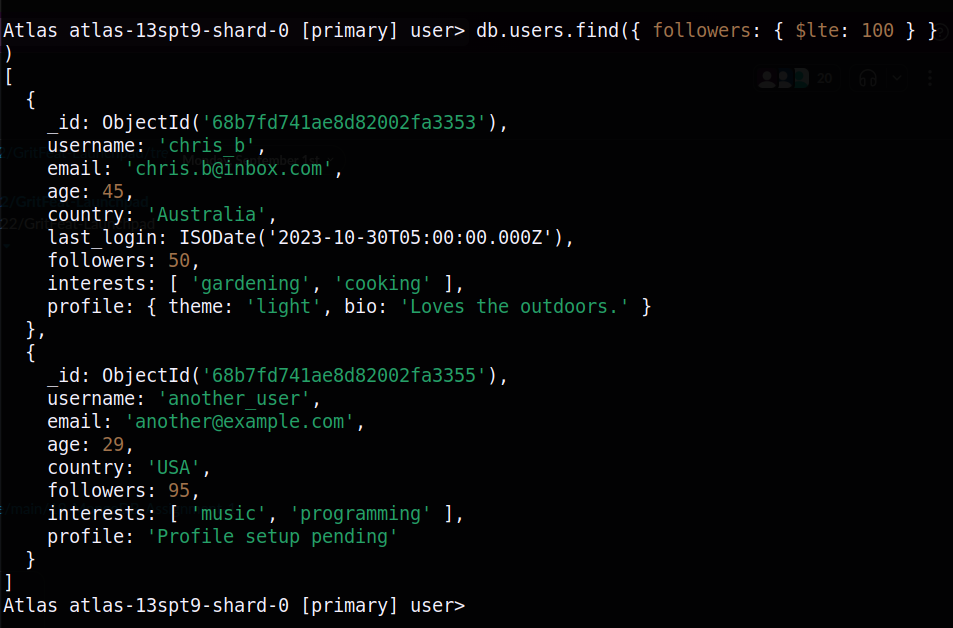 Atlas atlas-13spt9-shard-0 [primary] user> db.users.find({ followers: { $lte: 100 } }
)
[
  {
    _id: ObjectId('68b7fd741ae8d82002fa3353'),
    username: 'chris_b',
    email: 'chris.b@inbox.com',
    age: 45,
    country: 'Australia',
    last_login: ISODate('2023-10-30T05:00:00.000Z'),
    followers: 50,
    interests: [ 'gardening', 'cooking' ],
    profile: { theme: 'light', bio: 'Loves the outdoors.' }
  },
  {
    _id: ObjectId('68b7fd741ae8d82002fa3355'),
    username: 'another_user',
    email: 'another@example.com',
    age: 29,
    country: 'USA',
    followers: 95,
    interests: [ 'music', 'programming' ],
    profile: 'Profile setup pending'
  }
]
Atlas atlas-13spt9-shard-0 [primary] user>
20